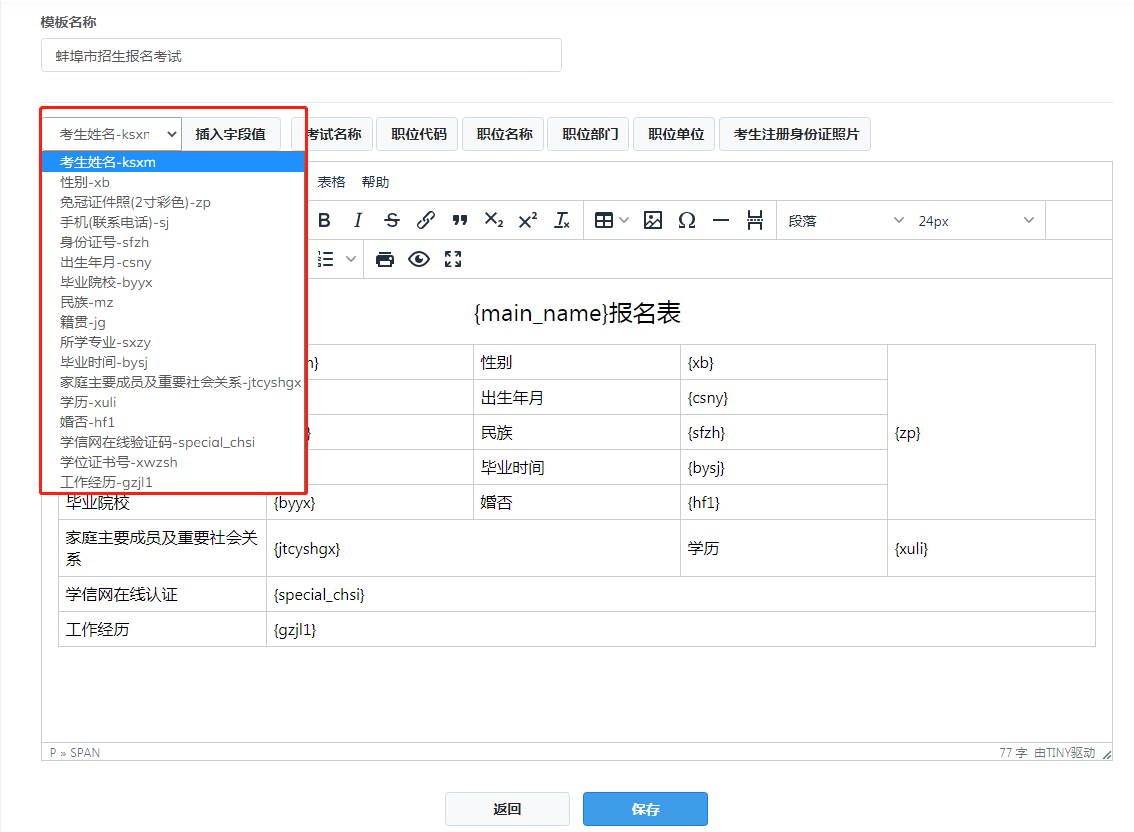 模板名称
蚌埠市招生报名考试
考生姓名-ksxn 插入字段值 考试名称 职位代码 职位名称 职位部门 职位单位 考生注册身份证照片
考生姓名-ksxm
性别-xb
免冠证件照(2寸彩色)-zp
手机(联系电话)-sj
身份证号-sfzh
出生年月-csny
毕业院校-byyx
民族-mz
籍贯-jg
所学专业-sxzy
毕业时间-bysj
家庭主要成员及重要社会关系-jtcyshgx
学历-xuli
婚否-hf1
学信网在线验证码-special_chsi
学位证书号-xwzsh
工作经历-gzjl1
表格 帮助
段落 24px
{main_name}报名表
性别 {xb}
出生年月 {csny}
民族 {sfzh} {zp}
毕业时间 {bysj}
毕业院校 {byyx} 婚否 {hf1}
家庭主要成员及重要社会关
系 {jtcyshgx} 学历 {xuli}
学信网在线认证 {special_chsi}
工作经历 {gzjl1}
P » SPAN 77 字 由TINY驱动
返回 保存